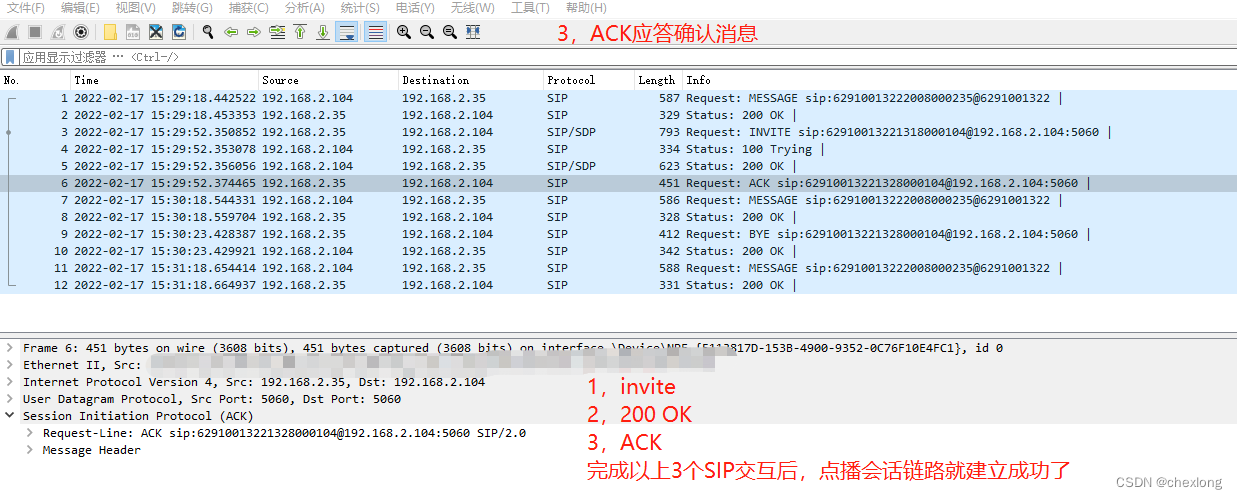 文件(F) 编辑(E) 视图(V) 跳转(G) 捕获(C) 分析(A) 统计(S) 电话(Y) 无线(W) 工具(T) 帮助(H)
3，ACK应答确认消息
应用显示过滤器 … <Ctrl-/>
No. Time Source Destination Protocol Length Info
1 2022-02-17 15:29:18.442522 192.168.2.104 192.168.2.35 SIP 587 Request: MESSAGE sip:62910013222008000235@6291001322 |
2 2022-02-17 15:29:18.453353 192.168.2.35 192.168.2.104 SIP 329 Status: 200 OK |
3 2022-02-17 15:29:52.350852 192.168.2.35 192.168.2.104 SIP/SDP 793 Request: INVITE sip:62910013221318000104@192.168.2.104:5060 |
4 2022-02-17 15:29:52.353078 192.168.2.104 192.168.2.35 SIP 334 Status: 100 Trying |
5 2022-02-17 15:29:52.356056 192.168.2.104 192.168.2.35 SIP/SDP 623 Status: 200 OK |
6 2022-02-17 15:29:52.374465 192.168.2.35 192.168.2.104 SIP 451 Request: ACK sip:62910013221328000104@192.168.2.104:5060 |
7 2022-02-17 15:30:18.544331 192.168.2.104 192.168.2.35 SIP 586 Request: MESSAGE sip:62910013222008000235@6291001322 |
8 2022-02-17 15:30:18.559704 192.168.2.35 192.168.2.104 SIP 328 Status: 200 OK |
9 2022-02-17 15:30:23.428387 192.168.2.35 192.168.2.104 SIP 412 Request: BYE sip:62910013221328000104@192.168.2.104:5060 |
10 2022-02-17 15:30:23.429921 192.168.2.104 192.168.2.35 SIP 342 Status: 200 OK |
11 2022-02-17 15:31:18.654414 192.168.2.104 192.168.2.35 SIP 588 Request: MESSAGE sip:62910013222008000235@6291001322 |
12 2022-02-17 15:31:18.664937 192.168.2.35 192.168.2.104 SIP 331 Status: 200 OK |
Frame 6: 451 bytes on wire (3608 bits), 451 bytes captured (3608 bits) on interface \Device\NPF_{5113817D-153B-4900-9352-0C76F10E4FC1}, id 0
Ethernet II, Src:
Internet Protocol Version 4, Src: 192.168.2.35, Dst: 192.168.2.104
User Datagram Protocol, Src Port: 5060, Dst Port: 5060
Session Initiation Protocol (ACK)
Request-Line: ACK sip:62910013221328000104@192.168.2.104:5060 SIP/2.0
Message Header
1，invite
2，200 OK
3，ACK
完成以上3个SIP交互后，点播会话链路就建立成功了
CSDN @chexlong